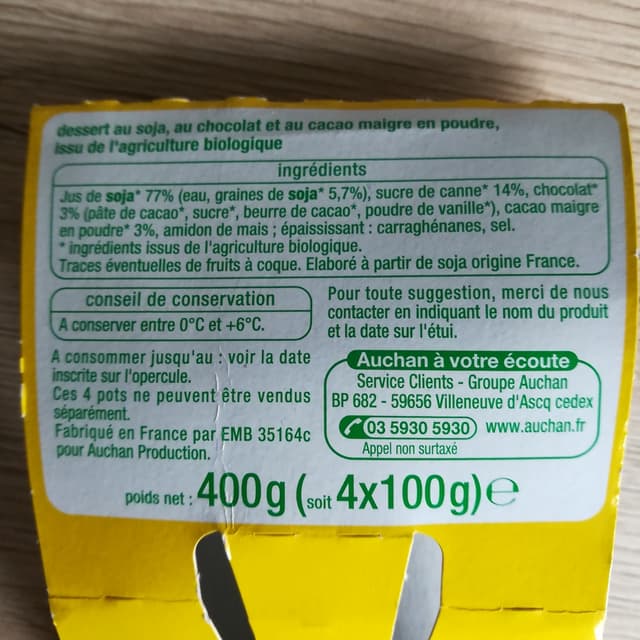 dessert au soja, au chocolat et au cacao maigre en poudre,
issu de l'agriculture biologique
ingrédients
Jus de soja* 77% (eau, graines de soja* 5,7%), sucre de canne* 14%, chocolat*
3% (pâte de cacao*, sucre*, beurre de cacao*, poudre de vanille*), cacao maigre
en poudre* 3%, amidon de mais ; épaississant : carraghénanes, sel.
* ingrédients issus de l'agriculture biologique.
Traces éventuelles de fruits à coque. Elaboré à partir de soja origine France.
conseil de conservation
A conserver entre 0°C et +6°C.
A consommer jusqu'au : voir la date
inscrite sur l'opercule.
Ces 4 pots ne peuvent être vendus
séparément.
Fabriqué en France par EMB 35164c
pour Auchan Production.
Pour toute suggestion, merci de nous
contacter en indiquant le nom du produit
et la date sur l'étui.
Auchan à votre écoute
Service Clients - Groupe Auchan
BP 682 - 59656 Villeneuve d'Ascq cedex
03 5930 5930 www.auchan.fr
Appel non surtaxé
poids net : 400g (soit 4x100g)℮